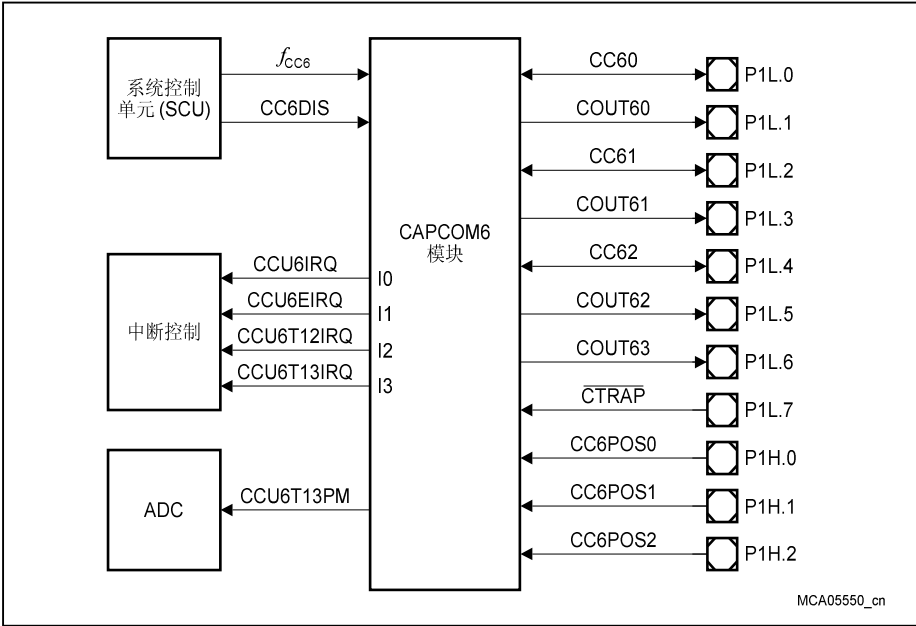 系统控制
单元 (SCU)
fCC6
CC6DIS
中断控制
CCU6IRQ
CCU6EIRQ
CCU6T12IRQ
CCU6T13IRQ
I0
I1
I2
I3
ADC
CCU6T13PM
CAPCOM6
模块
CC60 P1L.0
COUT60 P1L.1
CC61 P1L.2
COUT61 P1L.3
CC62 P1L.4
COUT62 P1L.5
COUT63 P1L.6
CTRAP P1L.7
CC6POS0 P1H.0
CC6POS1 P1H.1
CC6POS2 P1H.2
MCA05550_cn